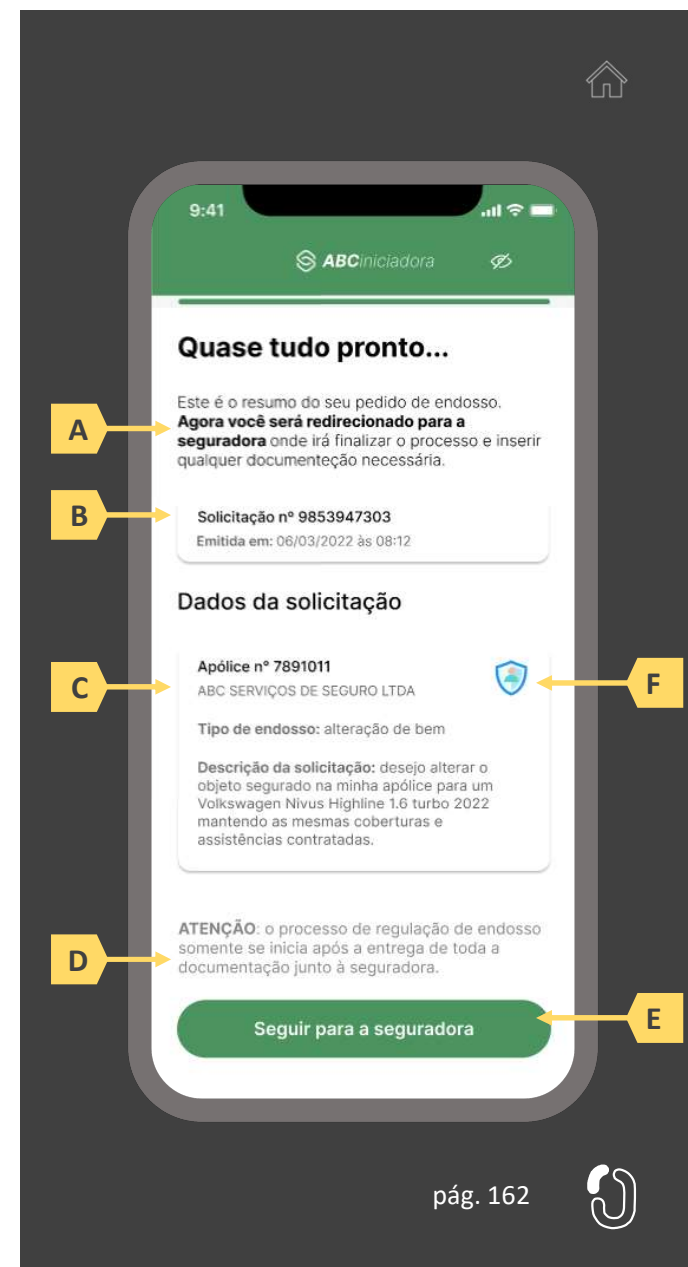 9:41
ABCiniciadora
Quase tudo pronto...
Este é o resumo do seu pedido de endosso.
Agora você será redirecionado para a
seguradora onde irá finalizar o processo e inserir
qualquer documenteção necessária.
A
B
Solicitação nº 9853947303
Emitida em: 06/03/2022 às 08:12
Dados da solicitação
C
Apólice nº 7891011
ABC SERVIÇOS DE SEGURO LTDA
F
Tipo de endosso: alteração de bem
Descrição da solicitação: desejo alterar o
objeto segurado na minha apólice para um
Volkswagen Nivus Highline 1.6 turbo 2022
mantendo as mesmas coberturas e
assistências contratadas.
ATENÇÃO: o processo de regulação de endosso
somente se inicia após a entrega de toda a
documentação junto à seguradora.
D
Seguir para a seguradora
E
pág. 162